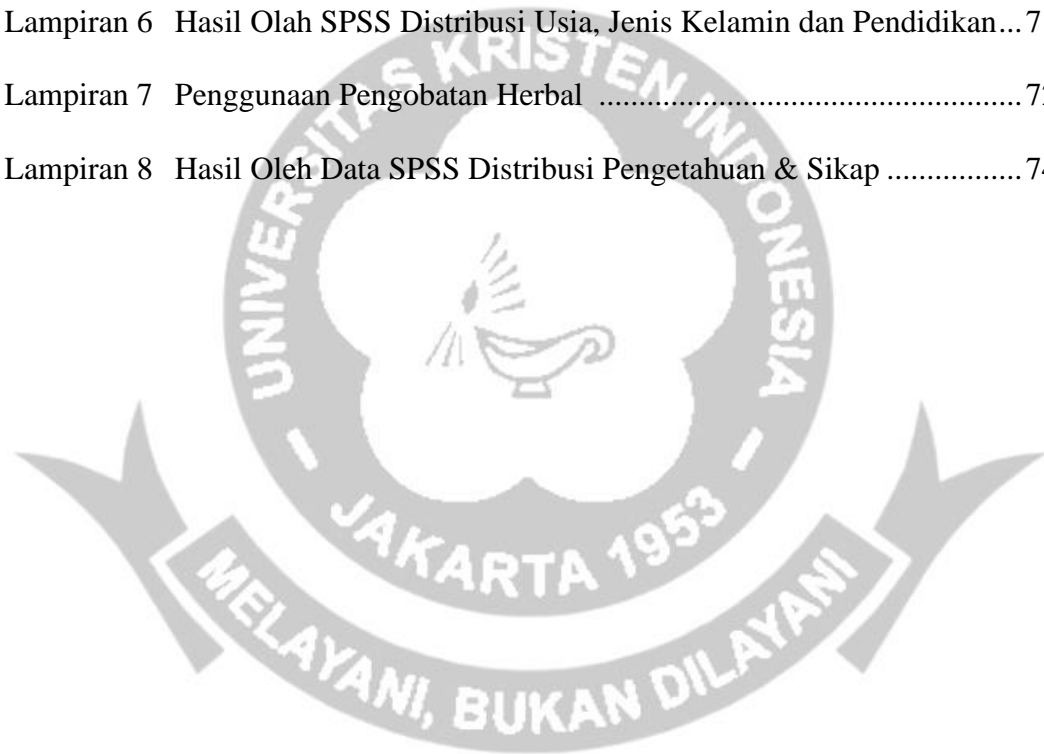 Lampiran 6 Hasil Olah SPSS Distribusi Usia, Jenis Kelamin dan Pendidikan...7
Lampiran 7 Penggunaan Pengobatan Herbal ......................................................7
Lampiran 8 Hasil Oleh Data SPSS Distribusi Pengetahuan & Sikap .................74
UNIVERSITAS KRISTEN INDONESIA
- JAKARTA 1953 -
MELAYANI, BUKAN DILAYANI